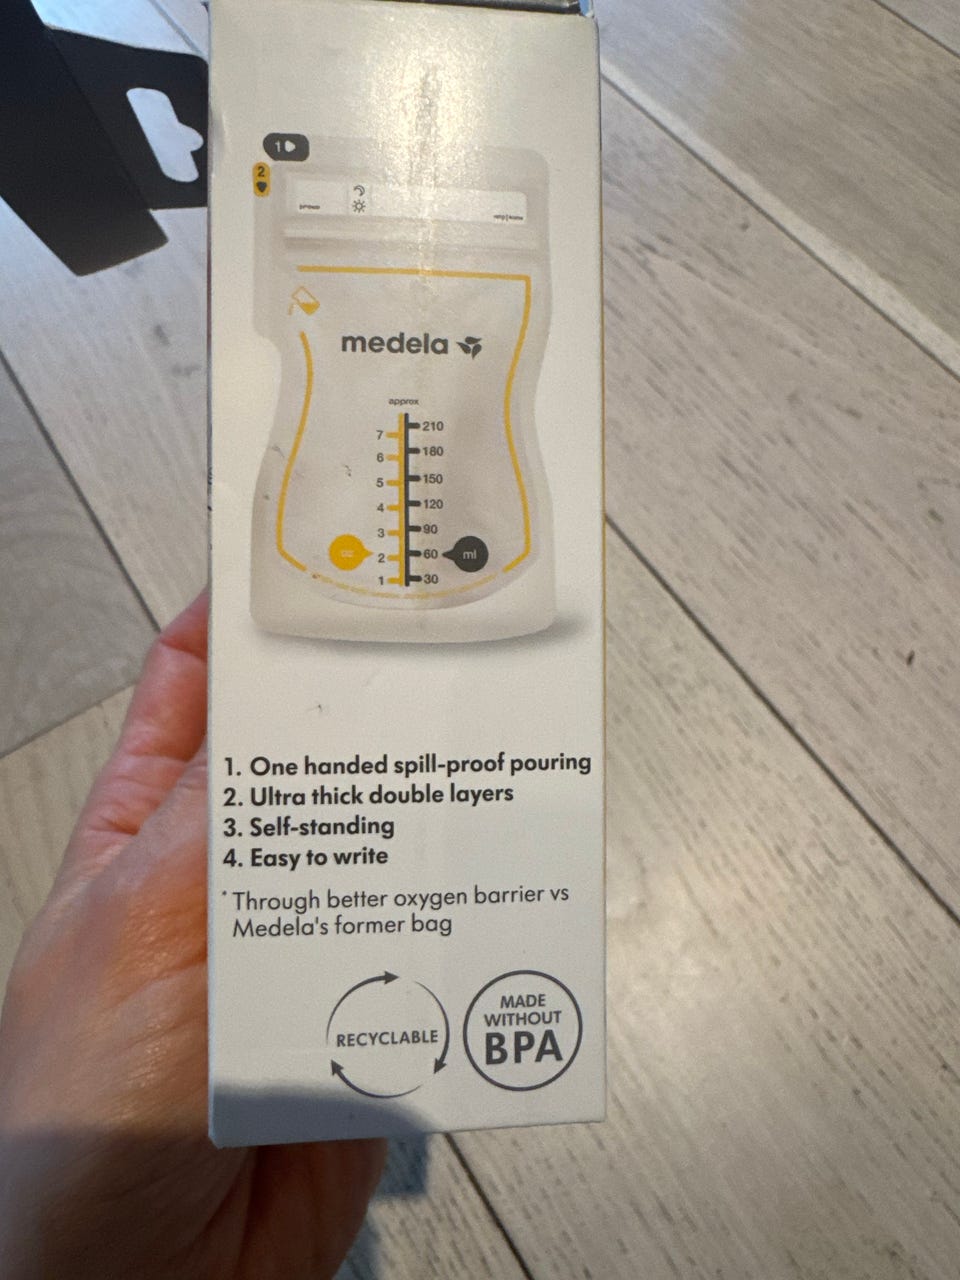 1
2
medela
approx
7 210
6 180
5 150
4 120
3 90
oz 2 60 ml
1 30
1. One handed spill-proof pouring
2. Ultra thick double layers
3. Self-standing
4. Easy to write
* Through better oxygen barrier vs
Medela's former bag
RECYCLABLE
MADE
WITHOUT
BPA